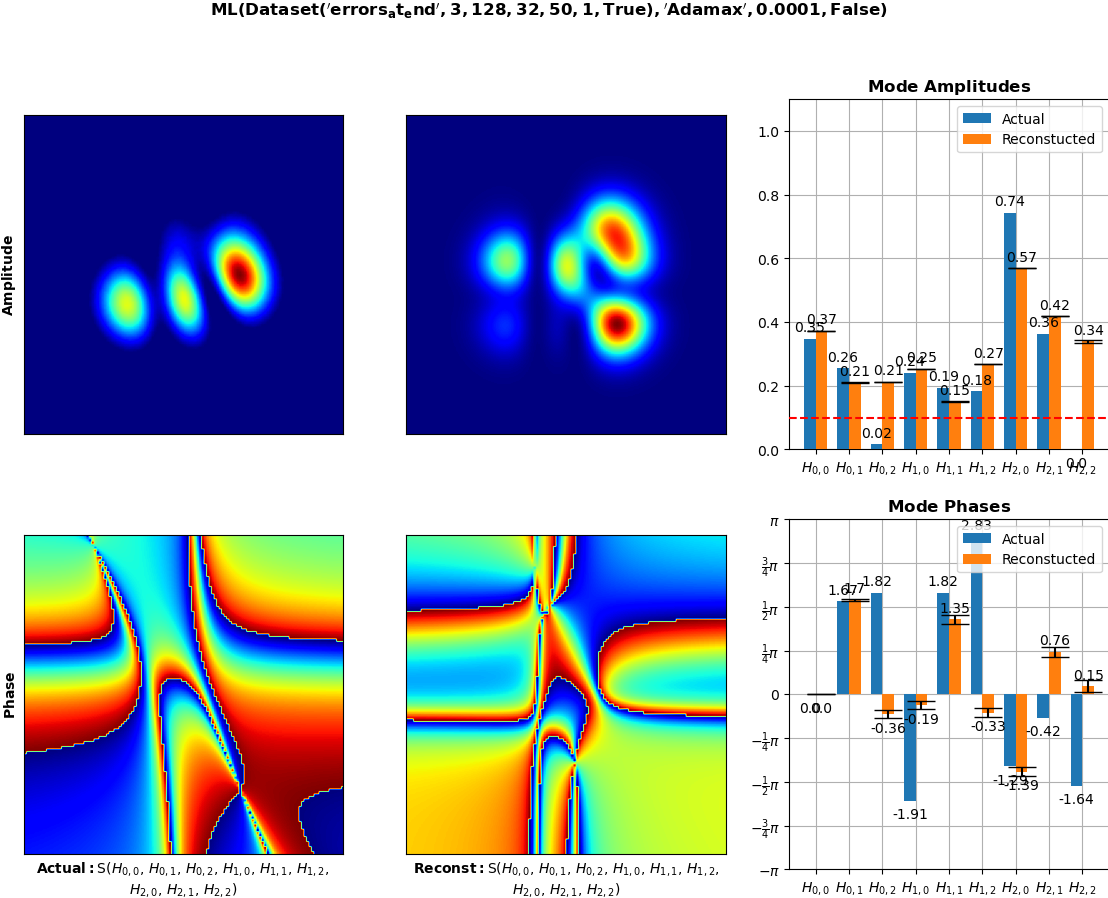 ML(Dataset('errors_at_end', 3, 128, 32, 50, 1, True), 'Adamax', 0.0001, False)
Amplitude
Mode Amplitudes
Actual
Reconstucted
1.0
0.8
0.6
0.4
0.2
0.0
0.35
0.37
0.26
0.21
0.02
0.21
0.24
0.25
0.19
0.15
0.18
0.27
0.74
0.57
0.36
0.42
0.0
0.34
H0,0 H0,1 H0,2 H1,0 H1,1 H1,2 H2,0 H2,1 H2,2
Phase
Actual: S(H0,0, H0,1, H0,2, H1,0, H1,1, H1,2,
H2,0, H2,1, H2,2)
Reconst: S(H0,0, H0,1, H0,2, H1,0, H1,1, H1,2,
H2,0, H2,1, H2,2)
Mode Phases
Actual
Reconstucted
π
3/4π
1/2π
1/4π
0
−1/4π
−1/2π
−3/4π
−π
0.0
0.0
1.67
1.7
1.82
-0.36
-1.91
-0.19
1.82
1.35
2.83
-0.33
-1.29
-1.39
-0.42
0.76
-1.64
0.15
H0,0 H0,1 H0,2 H1,0 H1,1 H1,2 H2,0 H2,1 H2,2